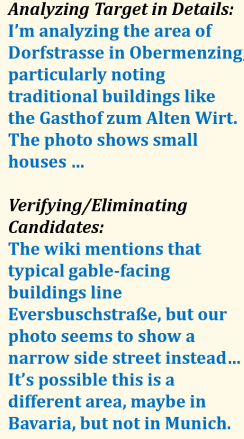 Analyzing Target in Details:
I’m analyzing the area of
Dorfstrasse in Obermenzing,
particularly noting
traditional buildings like
the Gasthof zum Alten Wirt.
The photo shows small
houses …
Verifying/Eliminating
Candidates:
The wiki mentions that
typical gable-facing
buildings line
Eversbuschstraße, but our
photo seems to show a
narrow side street instead…
It’s possible this is a
different area, maybe in
Bavaria, but not in Munich.